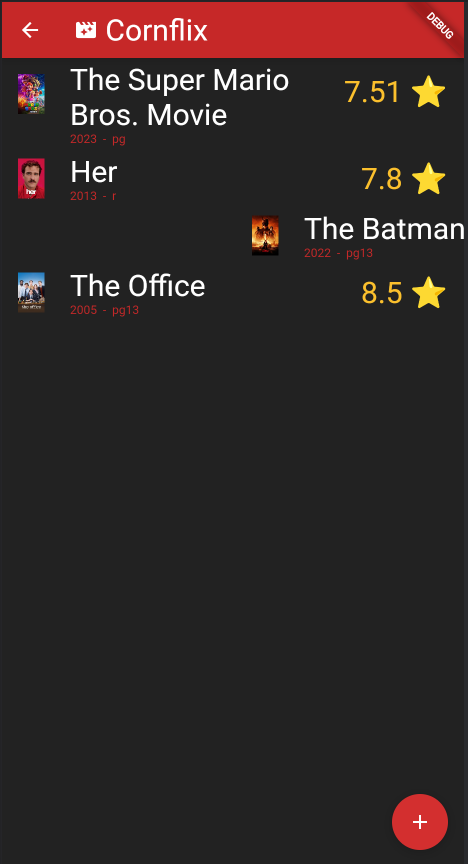 Cornflix
DEBUG
The Super Mario
Bros. Movie
7.51
2023 - pg
Her
7.8
2013 - r
The Batman
2022 - pg13
The Office
8.5
2005 - pg13